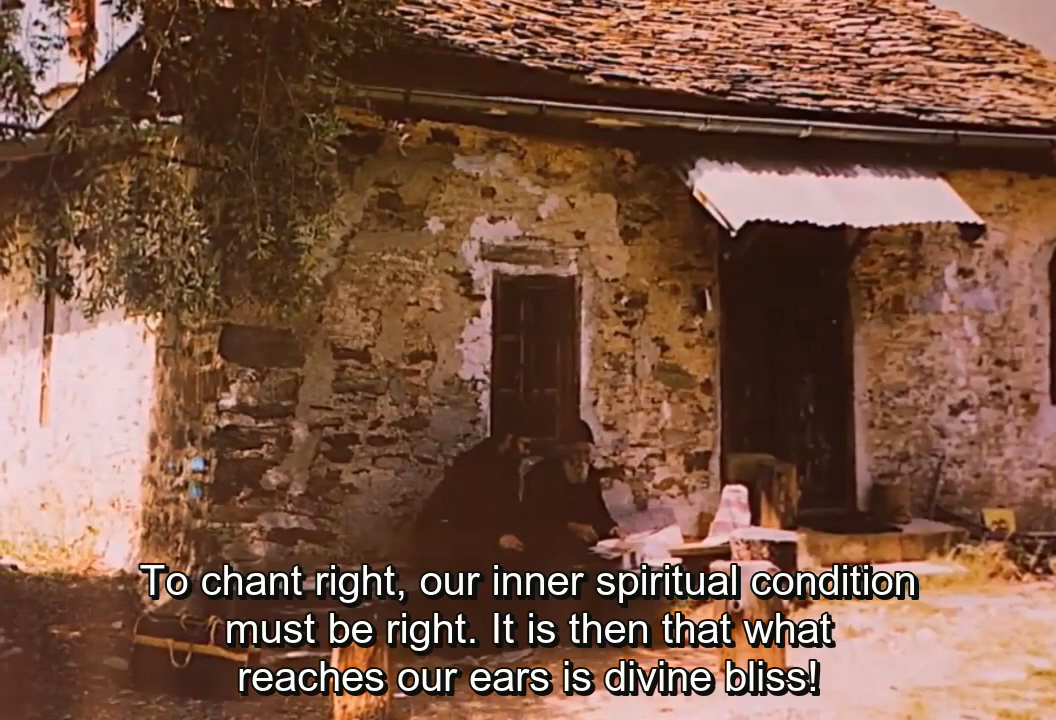 To chant right, our inner spiritual condition
must be right. It is then that what
reaches our ears is divine bliss!